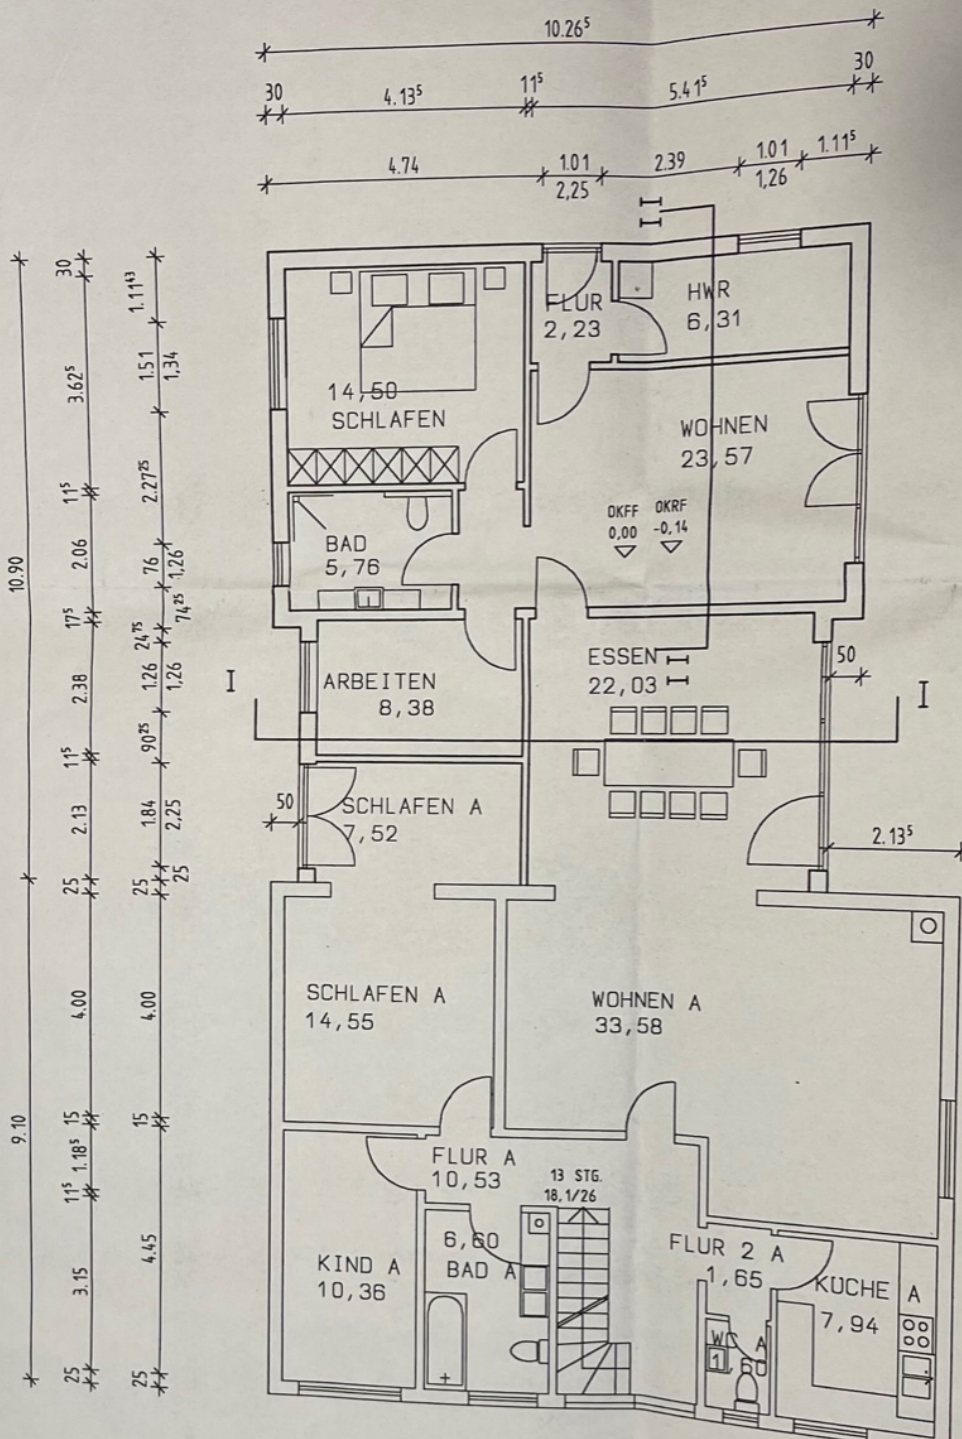 10.26⁵
30 4.13⁵ 11⁵ 5.41⁵ 30
4.74 1.01 2.39 1.01 1.11⁵
2,25 1,26
10.90
9.10
30
3.62⁵
11⁵
2.06
17⁵
2.38
11⁵
2.13
25
4.00
15
1.18⁵
11⁵
3.15
25
1.11⁴³
1.51
1,34
2.27²⁵
76
1,26
74²⁵
24⁷⁵
1.26
1,26
90²⁵
1.84
2,25
25
25
4.00
15
4.45
25
FLUR
2,23
HWR
6,31
14,50
SCHLAFEN
WOHNEN
23,57
OKFF OKRF
0,00 -0,14
BAD
5,76
ESSEN
22,03
II
II
ARBEITEN
8,38
I
I
50
50
SCHLAFEN A
7,52
2.13⁵
SCHLAFEN A
14,55
WOHNEN A
33,58
FLUR A
10,53
13 STG.
18,1/26
6,60
BAD A
KIND A
10,36
FLUR 2 A
1,65
KÜCHE A
7,94
WC A
1,60